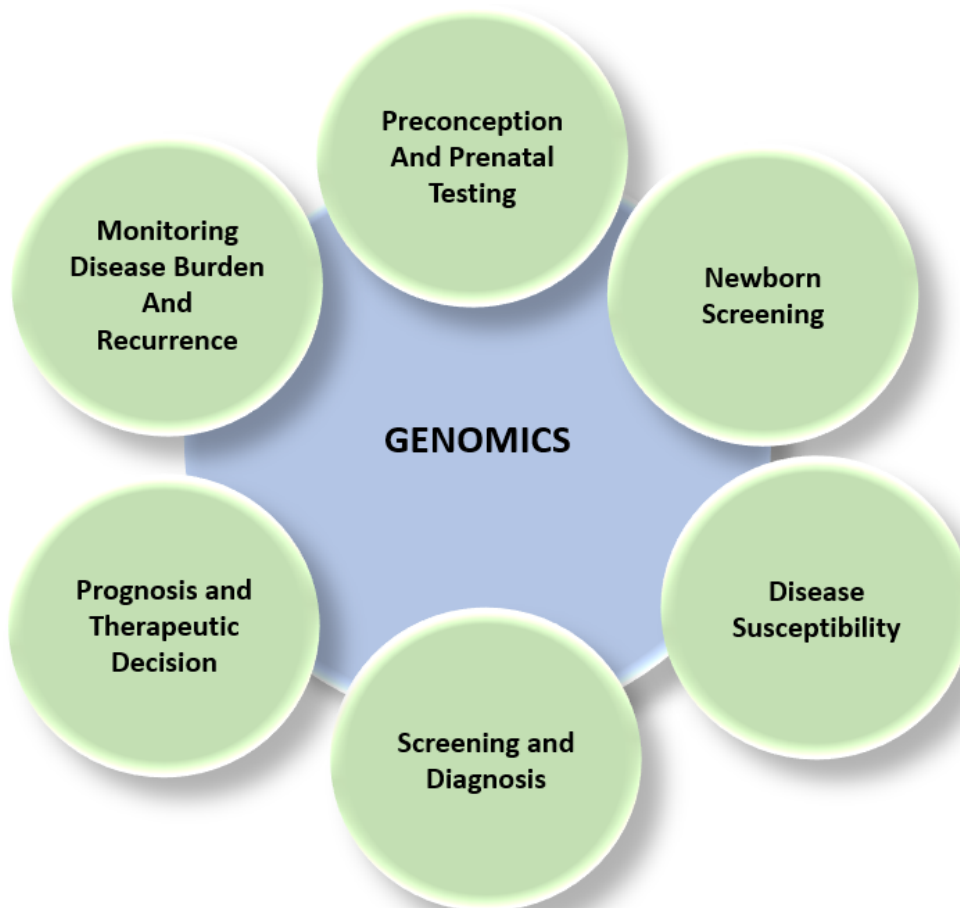 Preconception
And Prenatal
Testing
Monitoring
Disease Burden
And
Recurrence
Newborn
Screening
GENOMICS
Prognosis and
Therapeutic
Decision
Disease
Susceptibility
Screening and
Diagnosis